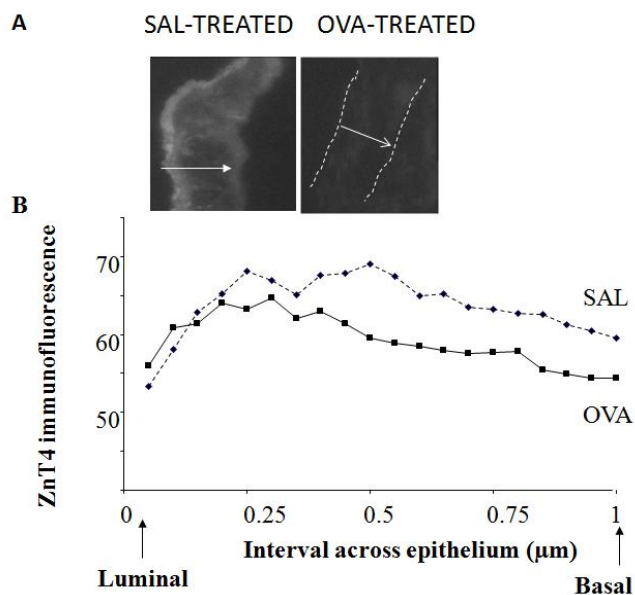 A SAL-TREATED OVA-TREATED
B
ZnT4 immunofluorescence
70
60
50
SAL
OVA
0 0.25 0.5 0.75 1
Interval across epithelium (µm)
Luminal Basal